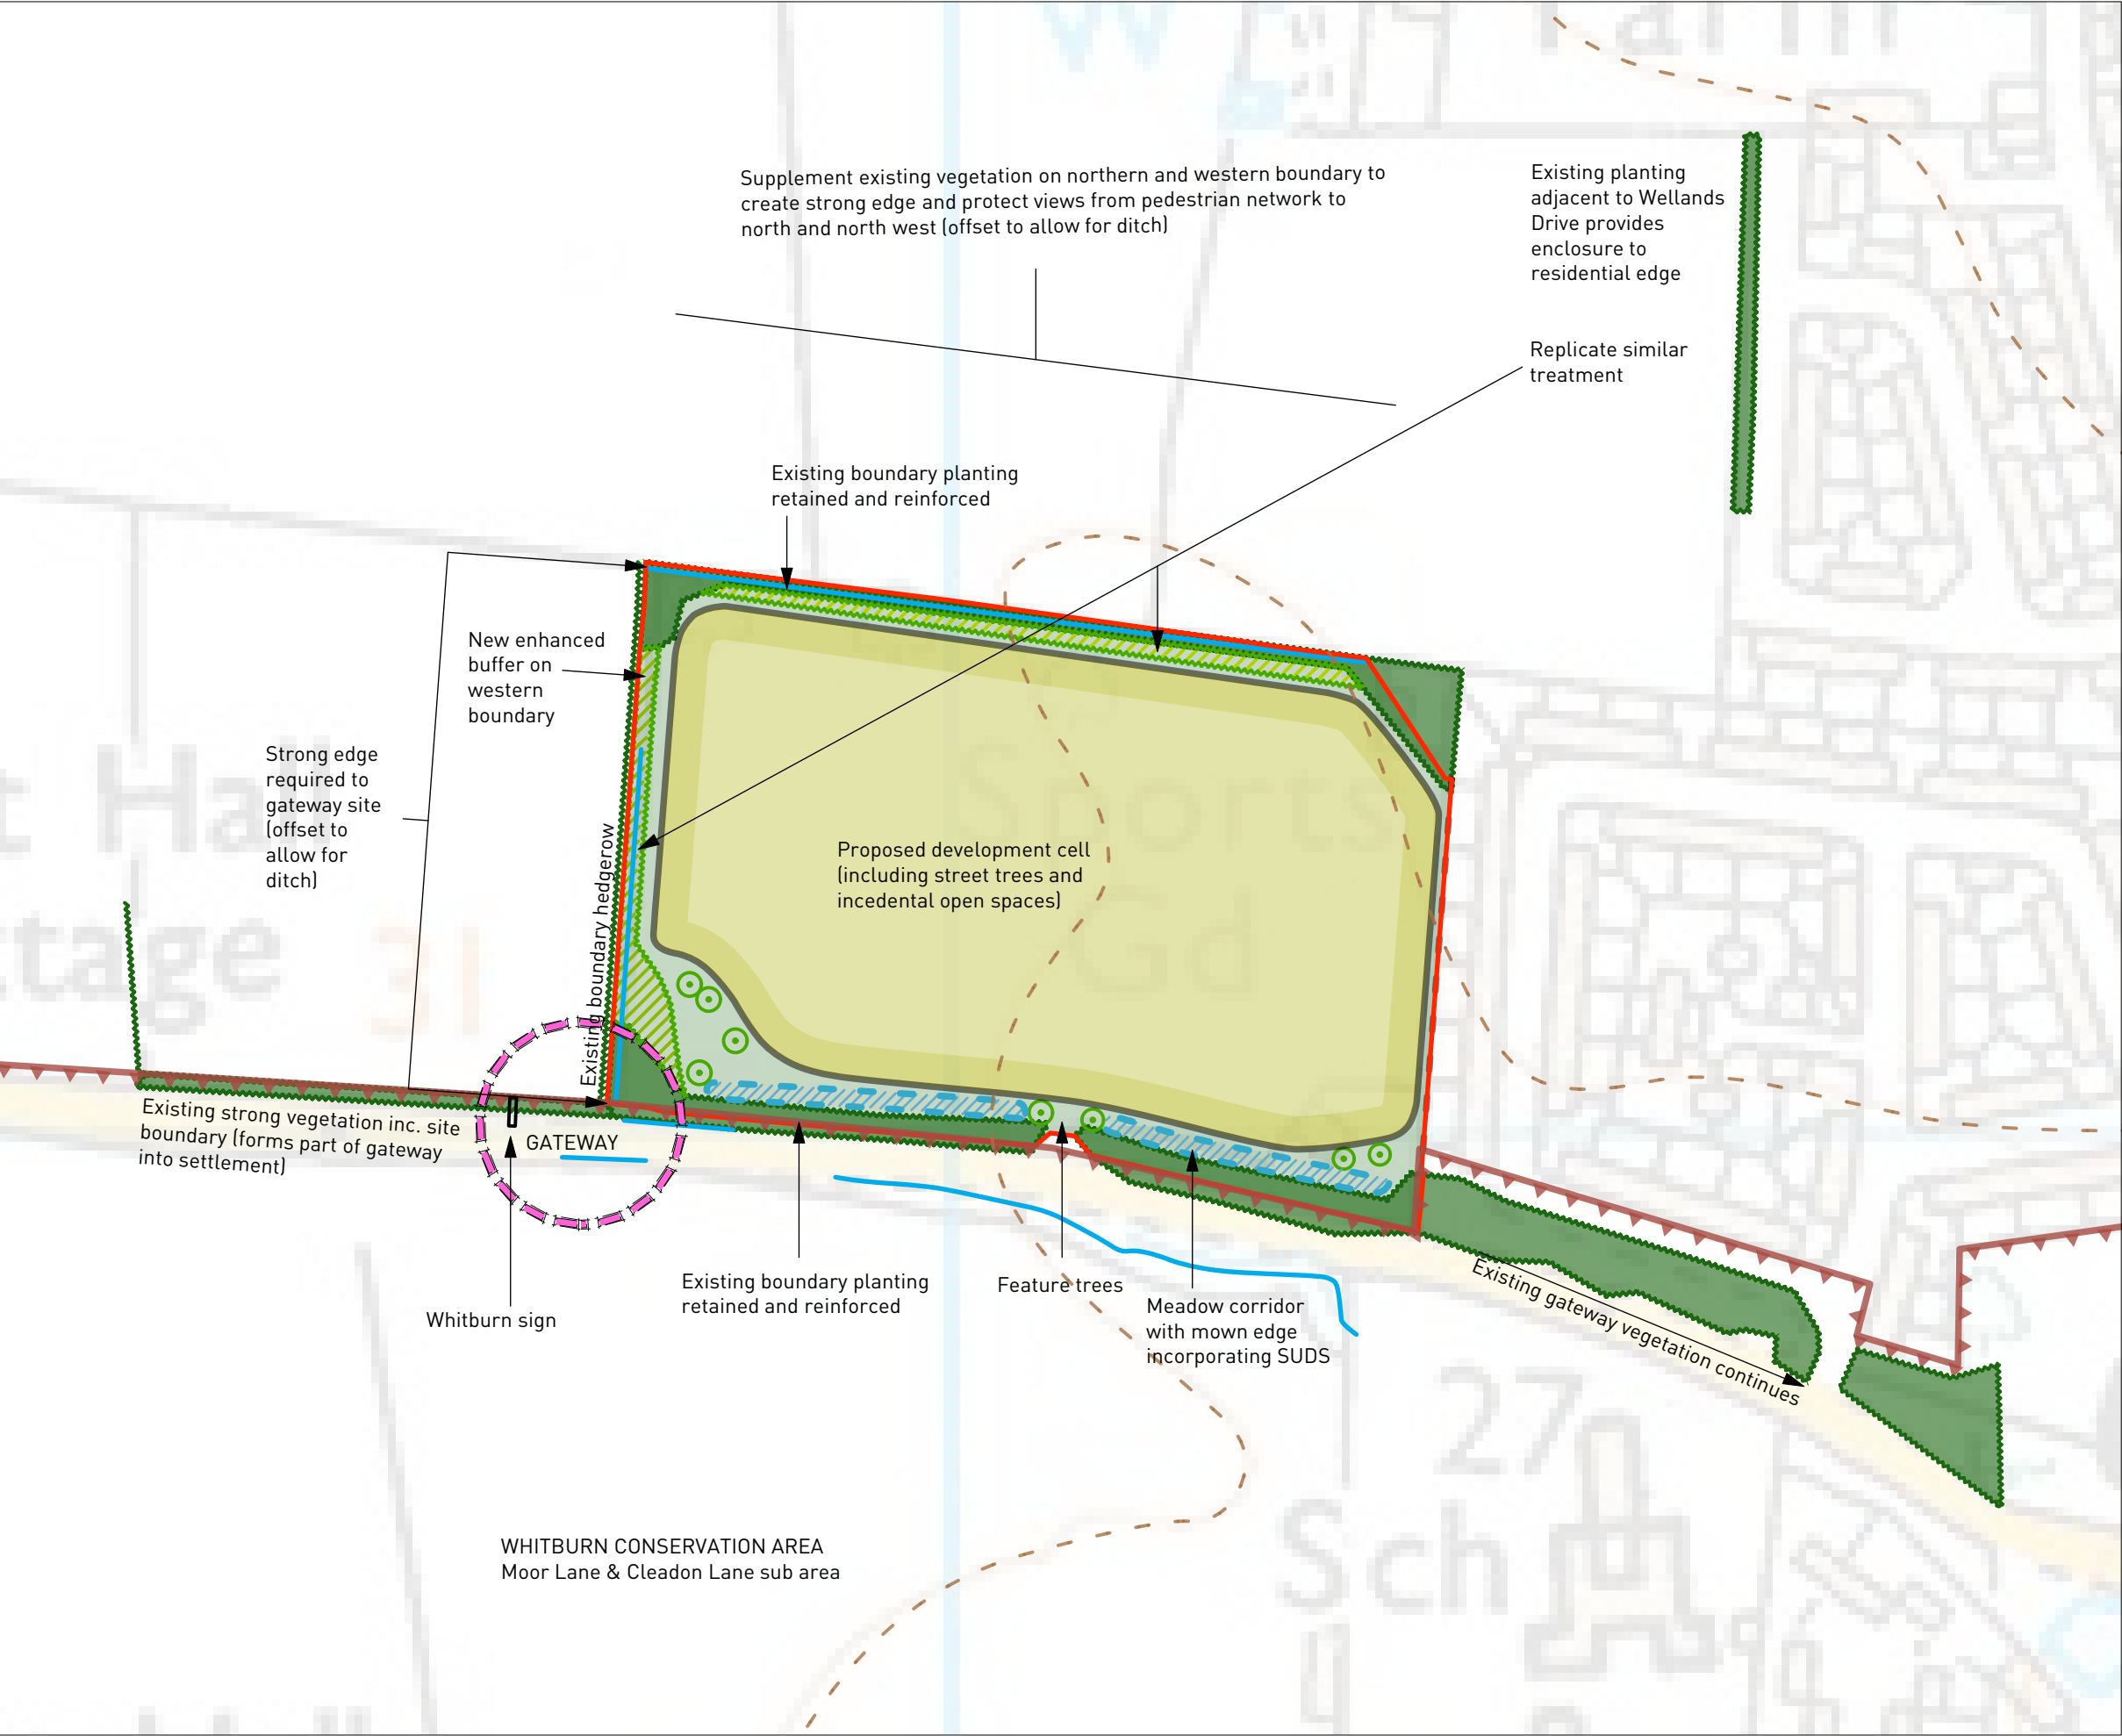 Supplement existing vegetation on northern and western boundary to
create strong edge and protect views from pedestrian network to
north and north west (offset to allow for ditch)
Existing planting
adjacent to Wellands
Drive provides
enclosure to
residential edge
Replicate similar
treatment
Existing boundary planting
retained and reinforced
New enhanced
buffer on
western
boundary
Strong edge
required to
gateway site
(offset to
allow for
ditch)
Existing boundary hedgerow
Proposed development cell
(including street trees and
incedental open spaces)
Existing strong vegetation inc. site
boundary (forms part of gateway
into settlement)
GATEWAY
Whitburn sign
Existing boundary planting
retained and reinforced
Feature trees
Meadow corridor
with mown edge
incorporating SUDS
Existing gateway vegetation continues
WHITBURN CONSERVATION AREA
Moor Lane & Cleadon Lane sub area
W
Hall
31
Sports
Gd
27
Sch